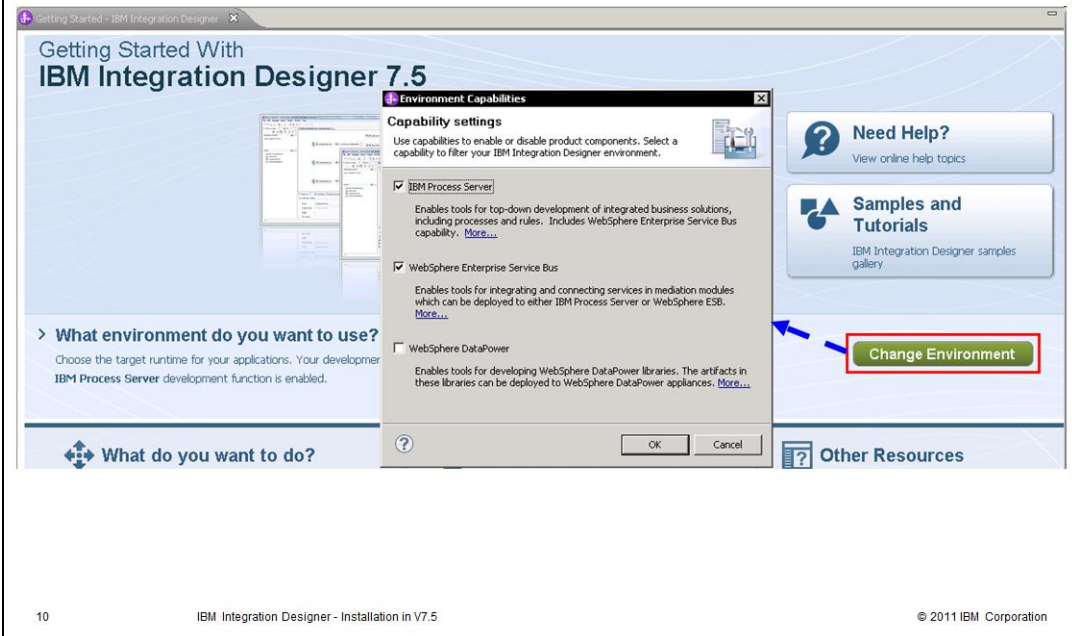 Getting Started - IBM Integration Designer
Getting Started With
IBM Integration Designer 7.5
Environment Capabilities
Capability settings
Use capabilities to enable or disable product components. Select a
capability to filter your IBM Integration Designer environment.
IBM Process Server
Enables tools for top-down development of integrated business solutions,
including processes and rules. Includes WebSphere Enterprise Service Bus
capability. More...
WebSphere Enterprise Service Bus
Enables tools for integrating and connecting services in mediation modules
which can be deployed to either IBM Process Server or WebSphere ESB.
More...
WebSphere DataPower
Enables tools for developing WebSphere DataPower libraries. The artifacts in
these libraries can be deployed to WebSphere DataPower appliances. More...
?
OK
Cancel
? Need Help?
View online help topics
Samples and
Tutorials
IBM Integration Designer samples
gallery
> What environment do you want to use?
Choose the target runtime for your applications. Your developmer
IBM Process Server development function is enabled.
Change Environment
What do you want to do?
? Other Resources
10
IBM Integration Designer - Installation in V7.5
© 2011 IBM Corporation